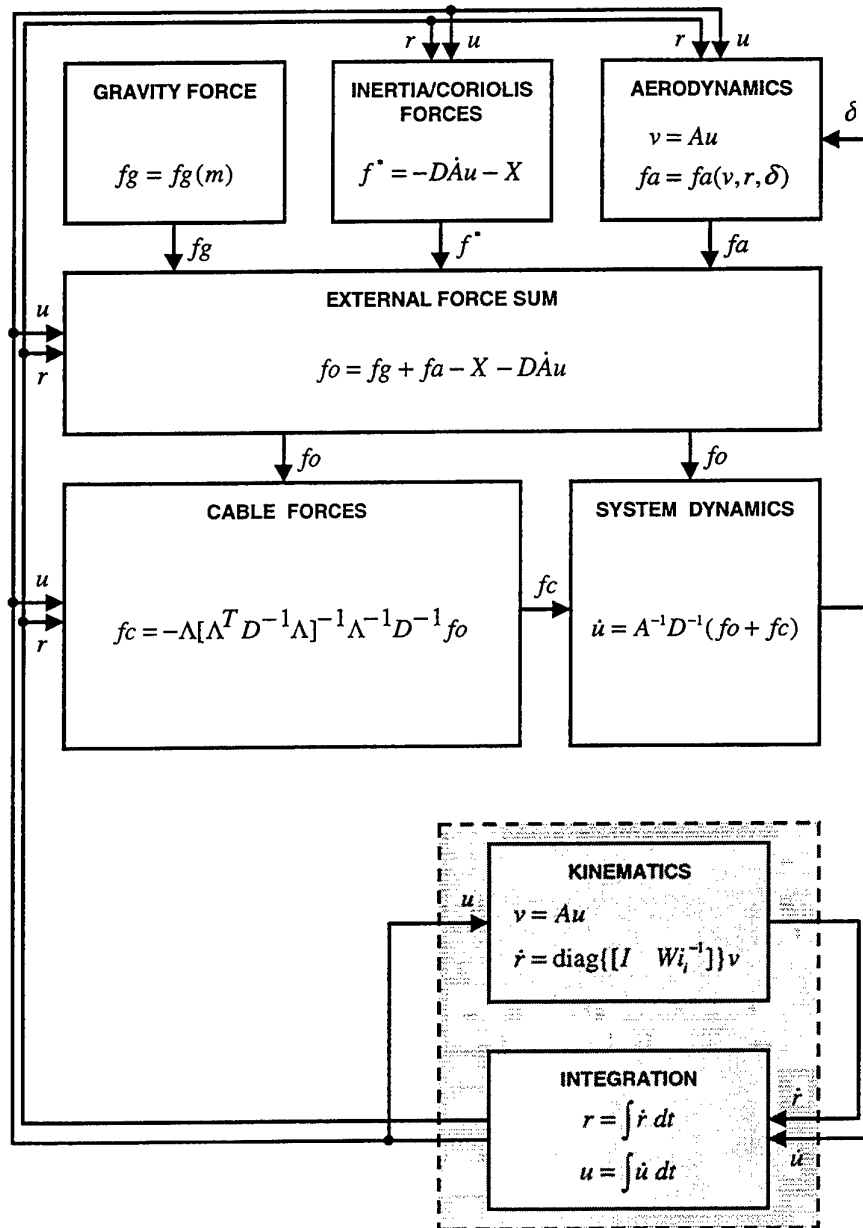 r u
r u
GRAVITY FORCE
fg = fg(m)
INERTIA/CORIOLIS
FORCES
f* = -DȦu - X
AERODYNAMICS
v = Au
fa = fa(v, r, δ)
δ
fg
f*
fa
EXTERNAL FORCE SUM
fo = fg + fa - X - DȦu
u
r
fo
fo
CABLE FORCES
fc = -Λ[Λ^T D^-1 Λ]^-1 Λ^-1 D^-1 fo
u
r
fc
SYSTEM DYNAMICS
u̇ = A^-1 D^-1 (fo + fc)
KINEMATICS
u
v = Au
ṙ = diag{[I Wi_i^-1]}v
INTEGRATION
r = ∫ ṙ dt
u = ∫ u̇ dt
ṙ
u̇